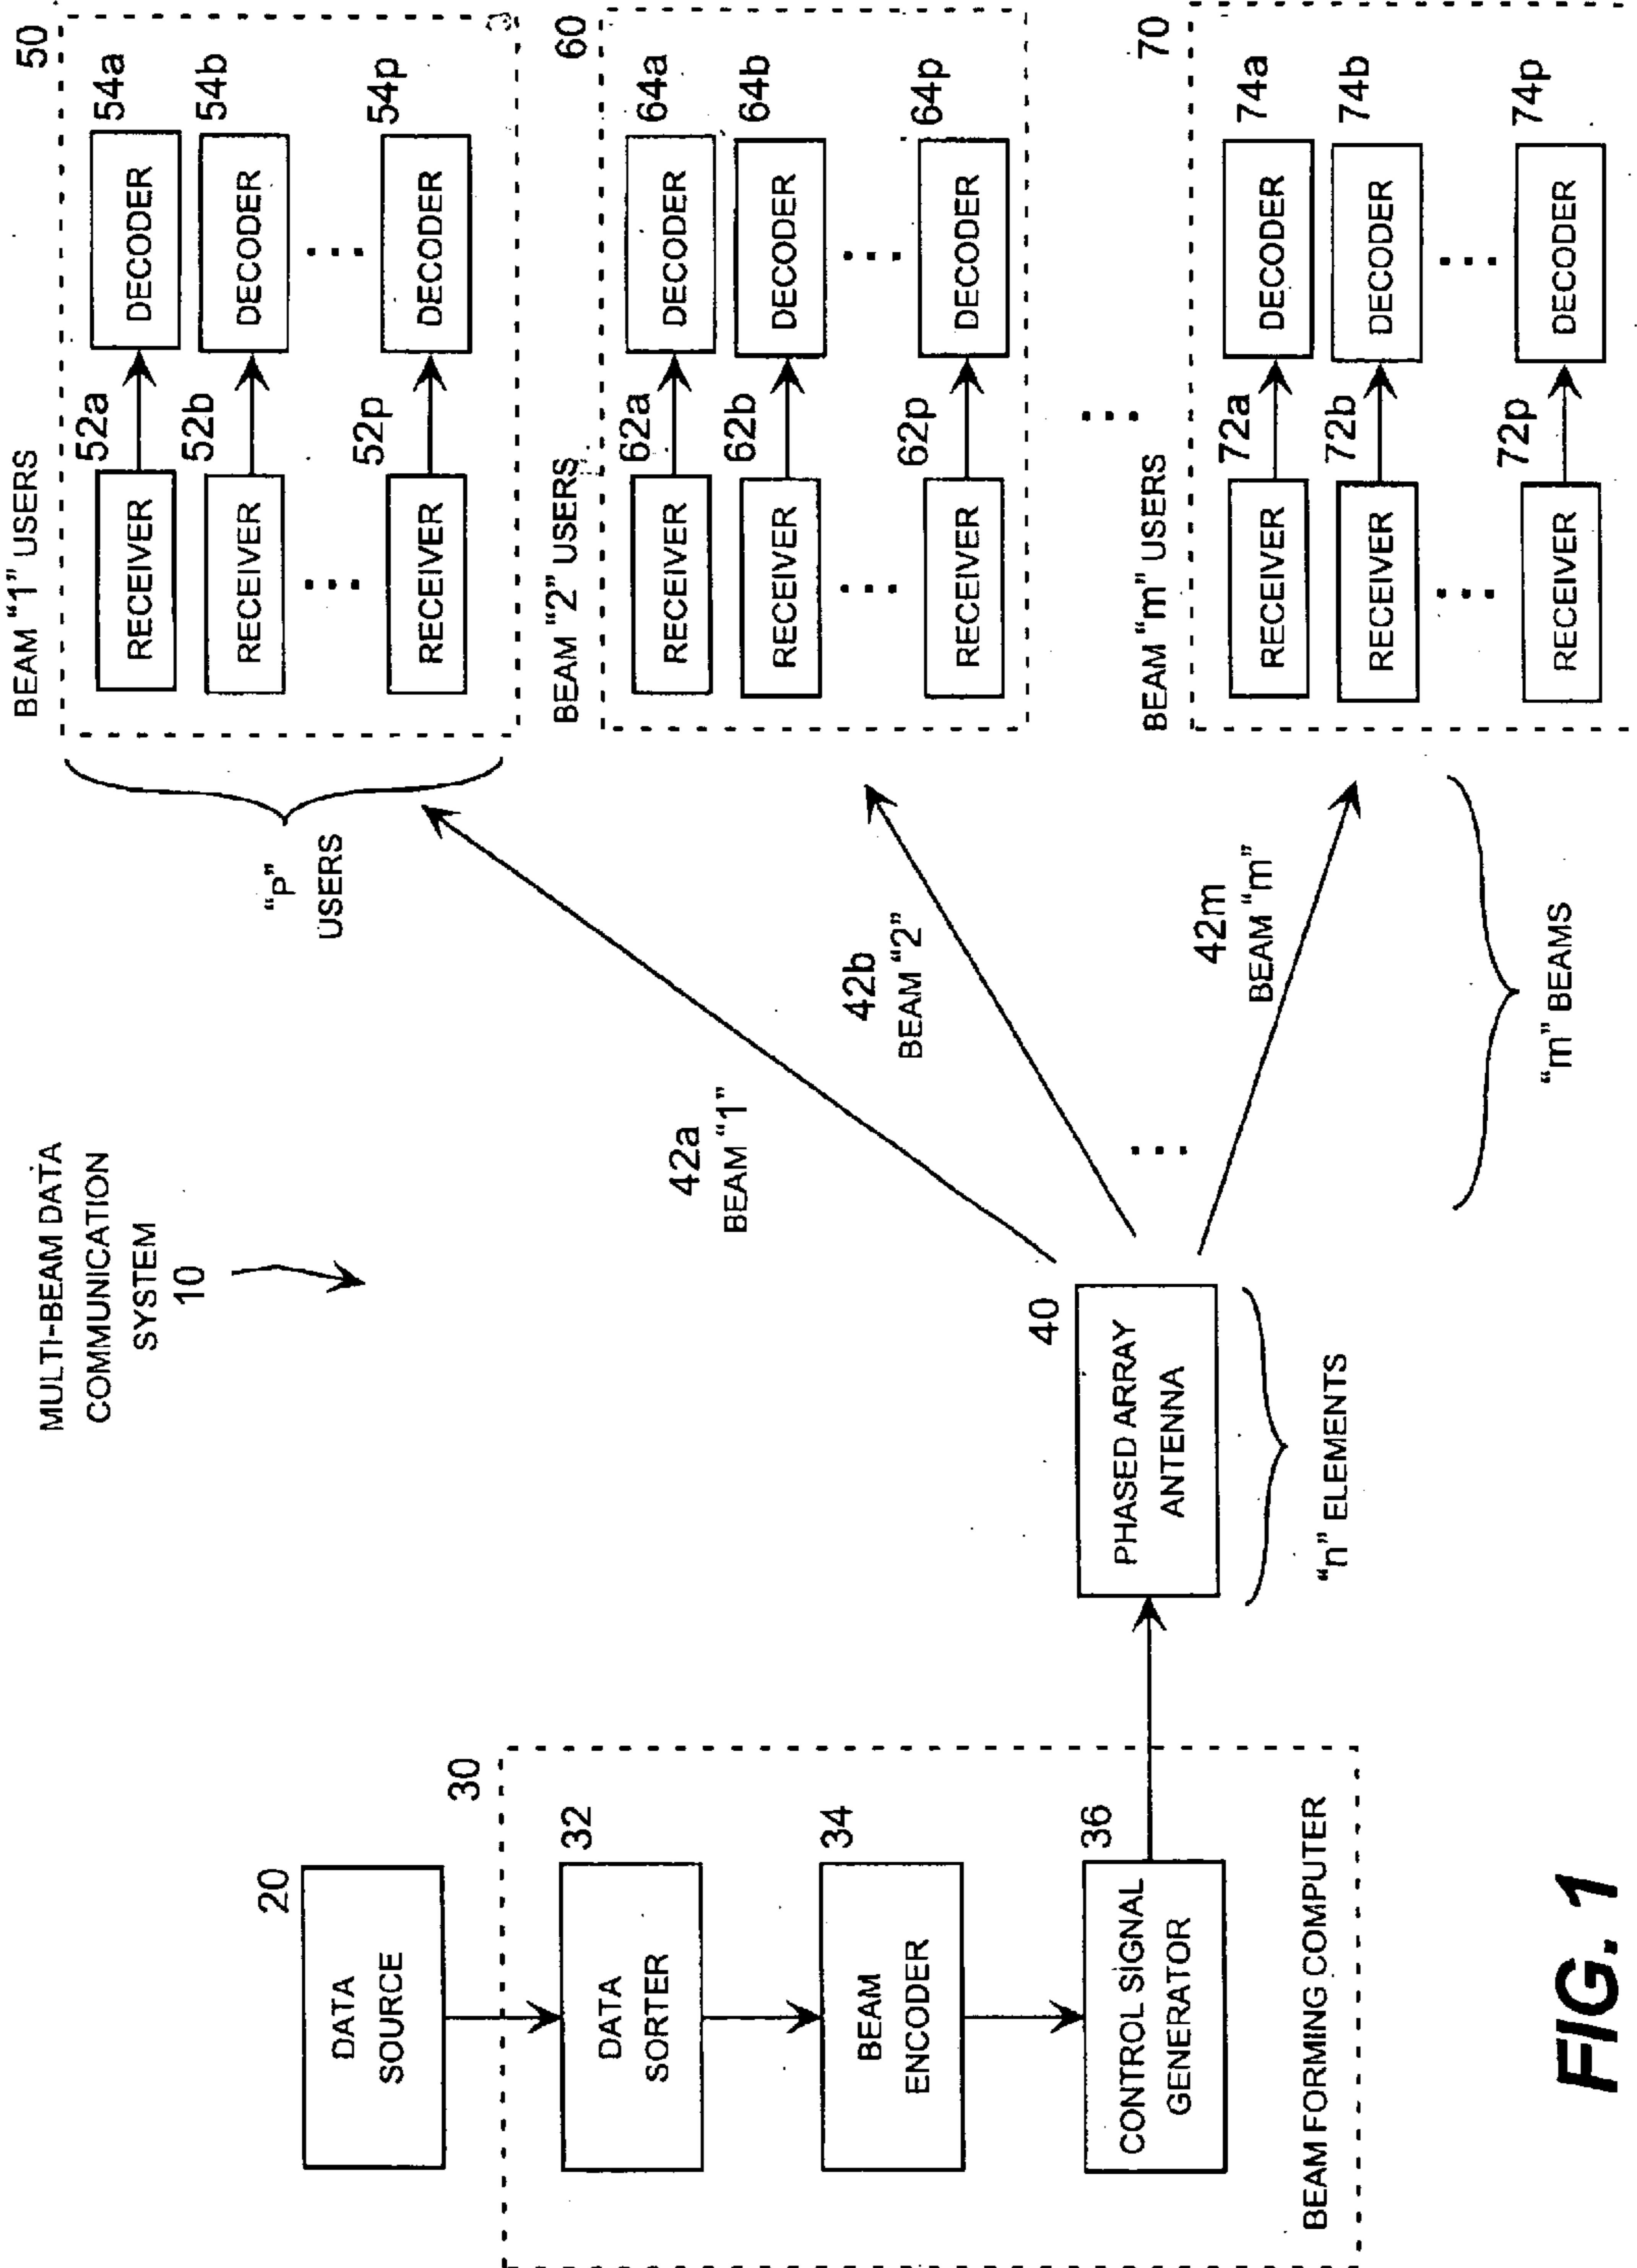 MULTI-BEAM DATA
COMMUNICATION
SYSTEM
10
20
DATA
SOURCE
30
32
DATA
SORTER
34
BEAM
ENCODER
36
CONTROL SIGNAL
GENERATOR
BEAM FORMING COMPUTER
40
PHASED ARRAY
ANTENNA
"n" ELEMENTS
42a
BEAM "1"
42b
BEAM "2"
42m
BEAM "m"
...
"m" BEAMS
"p"
USERS
BEAM "1" USERS
50
RECEIVER
52a
DECODER
54a
RECEIVER
52b
DECODER
54b
...
...
RECEIVER
52p
DECODER
54p
BEAM "2" USERS
60
RECEIVER
62a
DECODER
64a
RECEIVER
62b
DECODER
64b
...
...
RECEIVER
62p
DECODER
64p
...
BEAM "m" USERS
70
RECEIVER
72a
DECODER
74a
RECEIVER
72b
DECODER
74b
...
...
RECEIVER
72p
DECODER
74p
FIG. 1